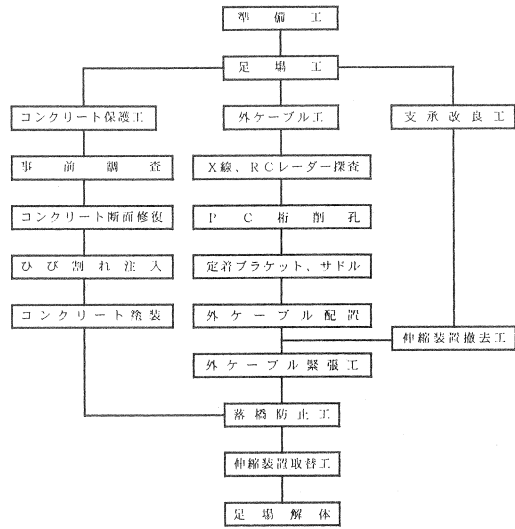 準備工
足場工
コンクリート保護工
外ケーブル工
支承改良工
事前調査
X線、RCレーダー探査
コンクリート断面修復
PC桁削孔
ひび割れ注入
定着ブラケット、サドル
コンクリート塗装
外ケーブル配置
伸縮装置撤去工
外ケーブル緊張工
落橋防止工
伸縮装置取替工
足場解体